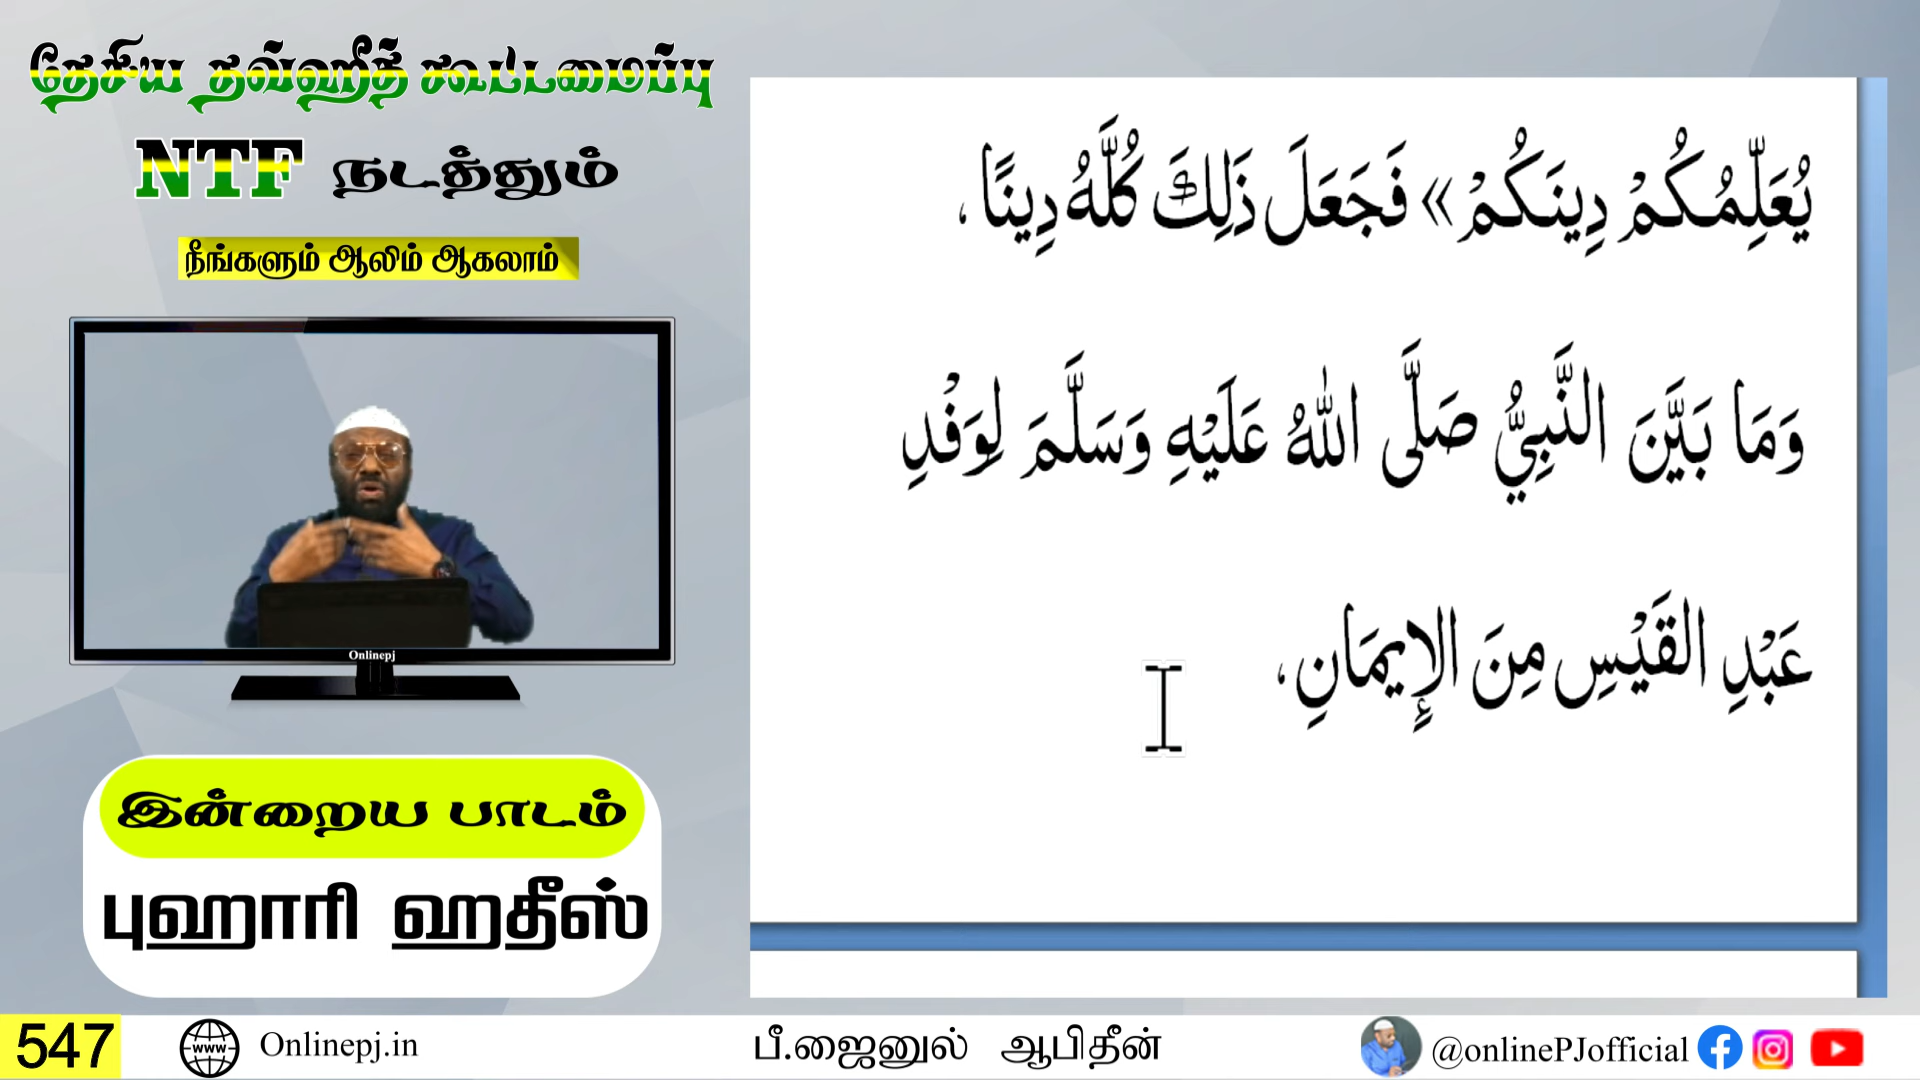 தேசிய தவ்ஹீத் கூட்டமைப்பு
NTF நடத்தும்
நீங்களும் ஆலிம் ஆகலாம்
Onlinepj
இன்றைய பாடம்
புஹாரி ஹதீஸ்
يُعَلِّمُكُمْ دِينَكُمْ» فَجَعَلَ ذَلِكَ كُلَّهُ دِينًا،
وَمَا بَيَّنَ النَّبِيُّ صَلَّى اللهُ عَلَيْهِ وَسَلَّمَ لِوَفْدِ
عَبْدِ القَيْسِ مِنَ الإِيمَانِ،
547
www
Onlinepj.in
பீ.ஜைனுல் ஆபிதீன்
@onlinePJofficial